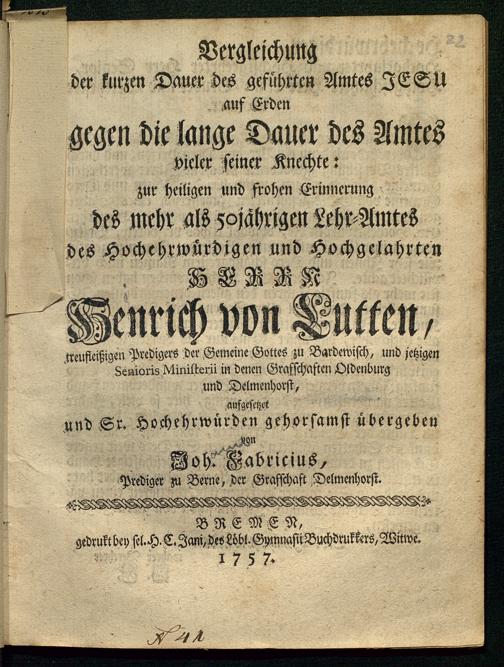 22
Vergleichung
der kurzen Dauer des geführten Amtes JESU
auf Erden
gegen die lange Dauer des Amtes
vieler seiner Knechte:
zur heiligen und frohen Erinnerung
des mehr als 50jährigen Lehr-Amtes
des Hochehrwürdigen und Hochgelahrten
HERRN
Henrich von Lutten,
treufleißigen Predigers der Gemeine Gottes zu Bardewisch, und jetzigen
Senioris Ministerii in denen Grafschaften Oldenburg
und Delmenhorst,
aufgesetzet
und Sr. Hochehrwürden gehorsamst übergeben
von
Joh. Fabricius,
Prediger zu Berne, der Grafschaft Delmenhorst.
BREMEN,
gedrukt bey sel. H. C. Jani, des Löbl. Gymnasii Buchdrukkers, Witwe.
1757.